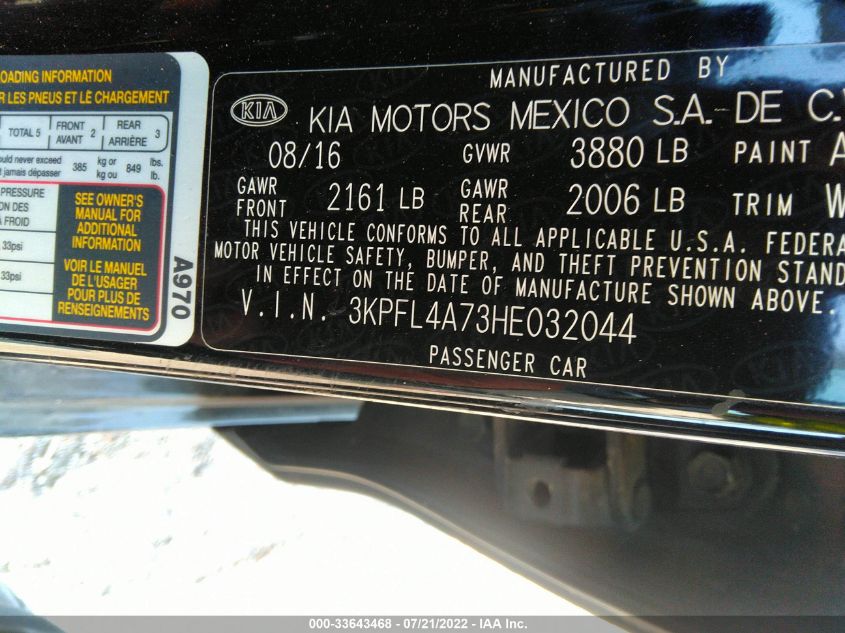 OADING INFORMATION
R LES PNEUS ET LE CHARGEMENT
TOTAL 5 FRONT AVANT 2 REAR ARRIÈRE 3
ould never exceed
t jamais dépasser 385 kg or kg ou 849 lbs. lb.
PRESSURE
ON DES
A FROID
33psi
33psi
SEE OWNER'S
MANUAL FOR
ADDITIONAL
INFORMATION
VOIR LE MANUEL
DE L'USAGER
POUR PLUS DE
RENSEIGNEMENTS
A970
MANUFACTURED BY
KIA KIA MOTORS MEXICO S.A. DE C.V
08/16 GVWR 3880 LB PAINT A
GAWR FRONT 2161 LB GAWR REAR 2006 LB TRIM W
THIS VEHICLE CONFORMS TO ALL APPLICABLE U.S.A. FEDERA
MOTOR VEHICLE SAFETY, BUMPER, AND THEFT PREVENTION STAND
IN EFFECT ON THE DATE OF MANUFACTURE SHOWN ABOVE.
V.I.N. 3KPFL4A73HE032044
PASSENGER CAR
000-33643468 - 07/21/2022 - IAA Inc.